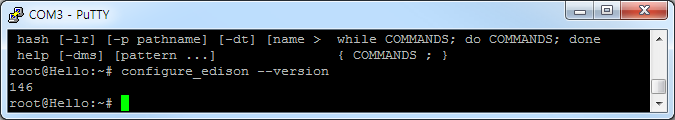 COM3 - PuTTY
hash [-lr] [-p pathname] [-dt] [name >  while COMMANDS; do COMMANDS; done
help [-dms] [pattern ...]               { COMMANDS ; }
root@Hello:~# configure_edison --version
146
root@Hello:~#